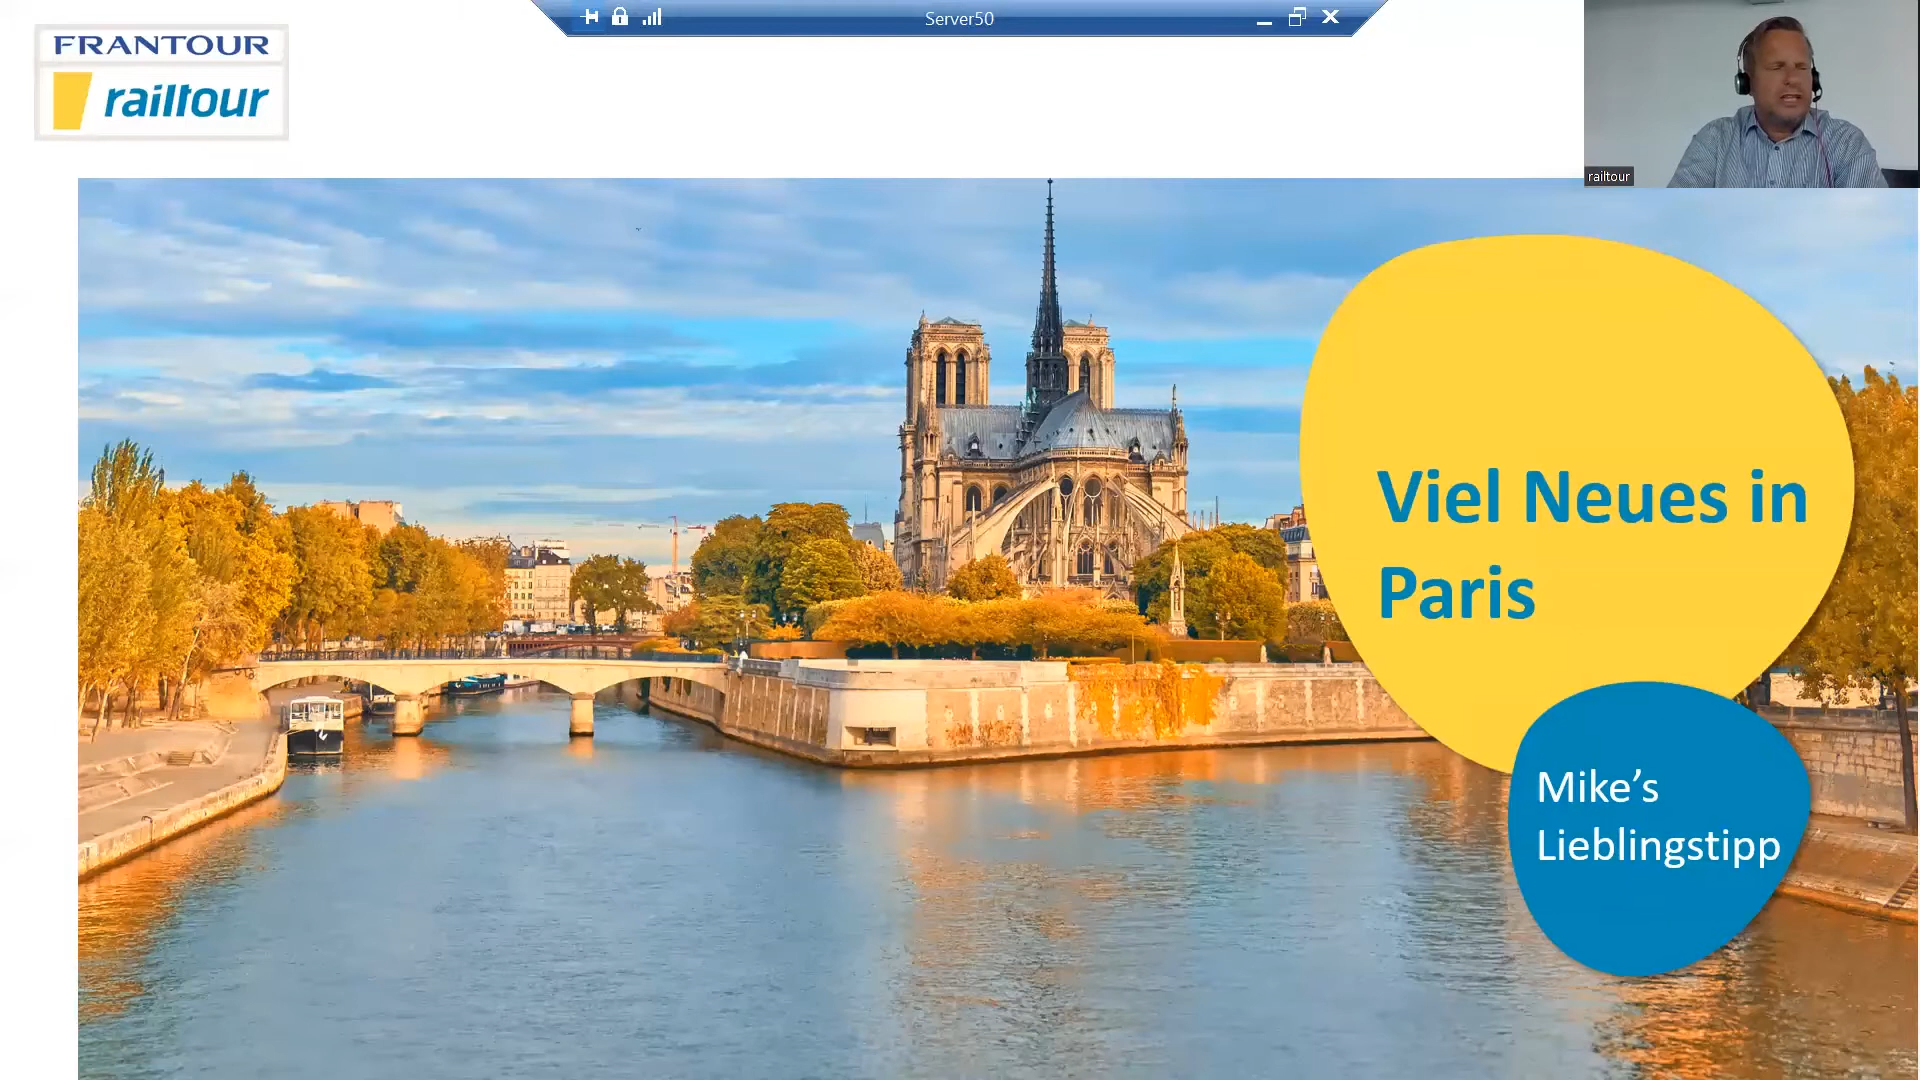 Server50
FRANTOUR
railtour
railtour
Viel Neues in
Paris
Mike’s
Lieblingstipp